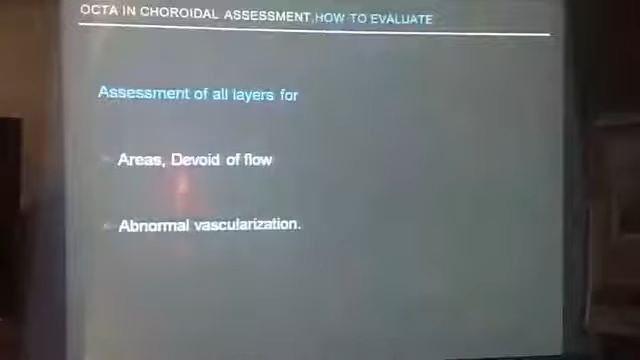 OCTA IN CHOROIDAL ASSESSMENT,HOW TO EVALUATE
Assessment of all layers for
Areas, Devoid of flow
Abnormal vascularization.